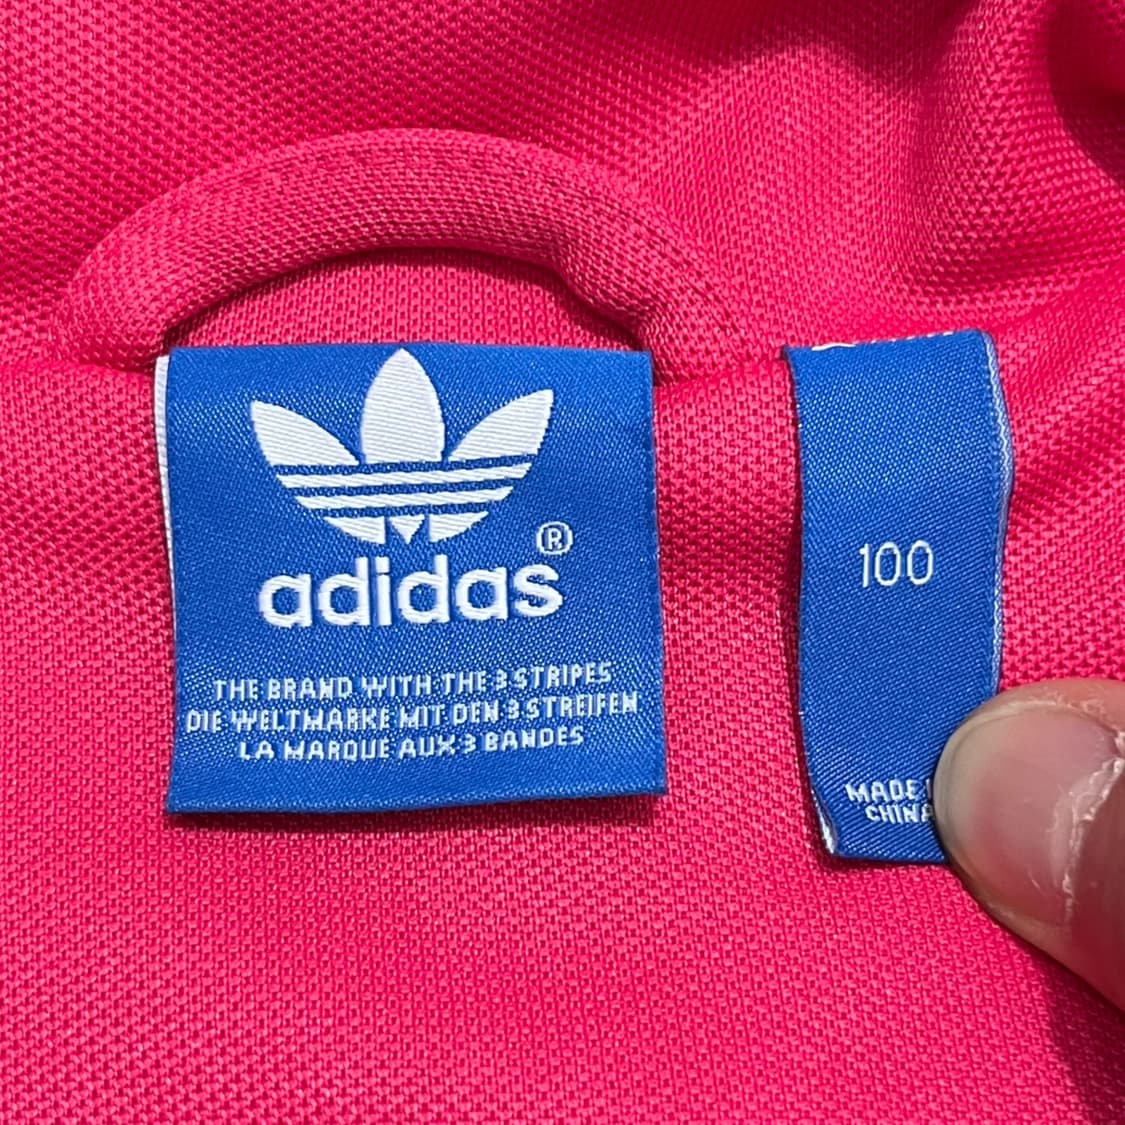 adidas®
THE BRAND WITH THE 3 STRIPES
DIE WELTMARKE MIT DEN 3 STREIFEN
LA MARQUE AUX 3 BANDES
100
MADE
CHINA